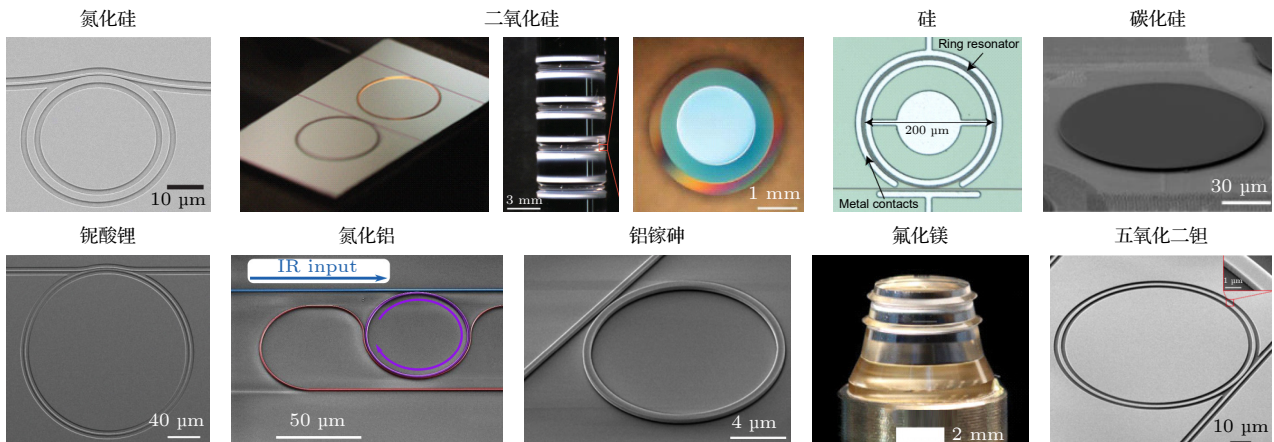 氮化硅
二氧化硅
硅
碳化硅
10 µm
3 mm
1 mm
Ring resonator
200 µm
Metal contacts
30 µm
铌酸锂
氮化铝
铝镓砷
氟化镁
五氧化二钽
40 µm
IR input
50 µm
4 µm
2 mm
1 µm
10 µm